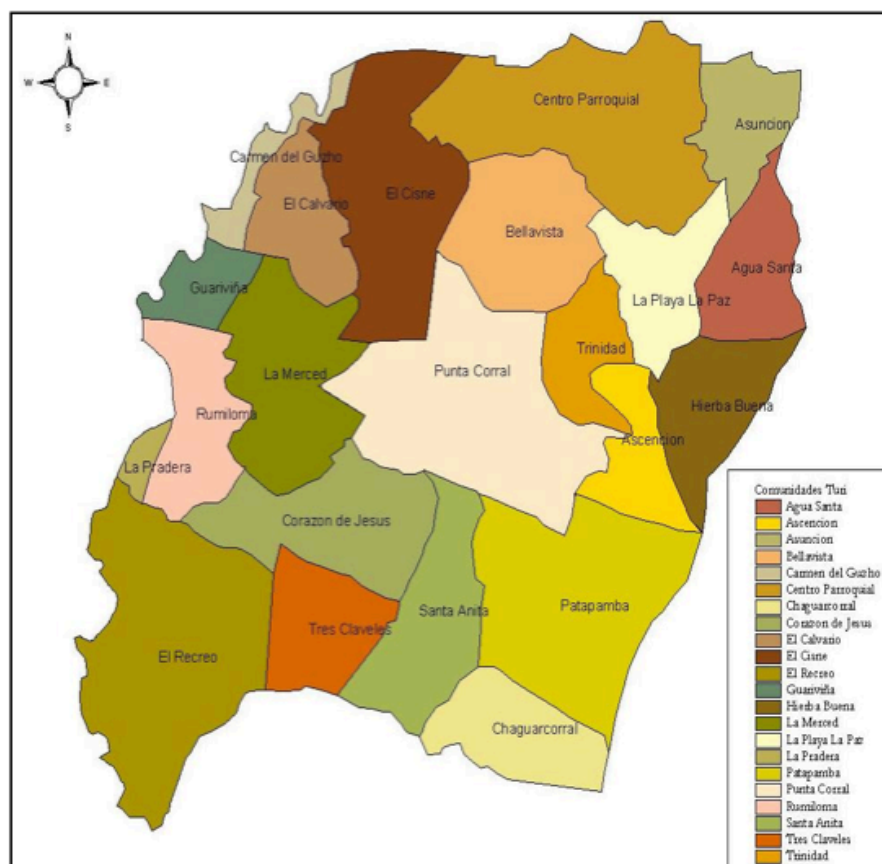 N
W E
S
Centro Parroquial
Asuncion
Carmen del Guzho
El Cisne
El Calvario
Bellavista
Agua Santa
Guariviña
La Playa La Paz
Trinidad
Punta Corral
La Merced
Hierba Buena
Rumiloma
Ascencion
La Pradera
Corazon de Jesus
Patapamba
Santa Anita
Tres Claveles
El Recreo
Chaguarcorral
Comunidades Turi
Agua Santa
Ascencion
Asuncion
Bellavista
Carmen del Guzho
Centro Parroquial
Chaguarcorral
Corazon de Jesus
El Calvario
El Cisne
El Recreo
Guariviña
Hierba Buena
La Merced
La Playa La Paz
La Pradera
Patapamba
Punta Corral
Rumiloma
Santa Anita
Tres Claveles
Trinidad